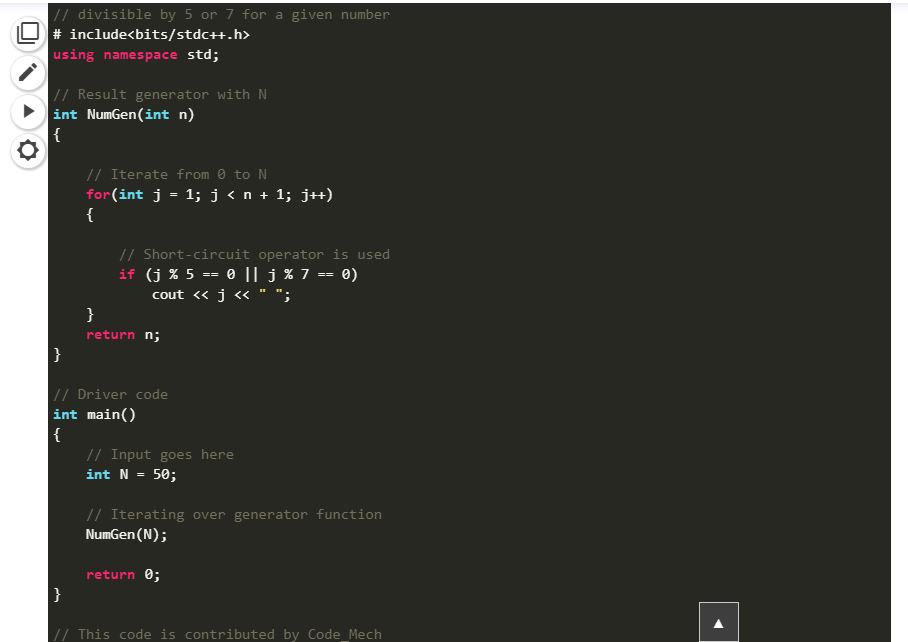 // divisible by 5 or 7 for a given number
# include<bits/stdc++.h>
using namespace std;
// Result generator with N
int NumGen(int n)
{
// Iterate from 0 to N
for(int j = 1; j < n + 1; j++)
{
// Short-circuit operator is used
if (j % 5 == 0 || j % 7 == 0)
cout << j << " ";
}
return n;
}
// Driver code
int main()
{
// Input goes here
int N = 50;
// Iterating over generator function
NumGen(N);
return 0;
}
// This code is contributed by Code_Mech